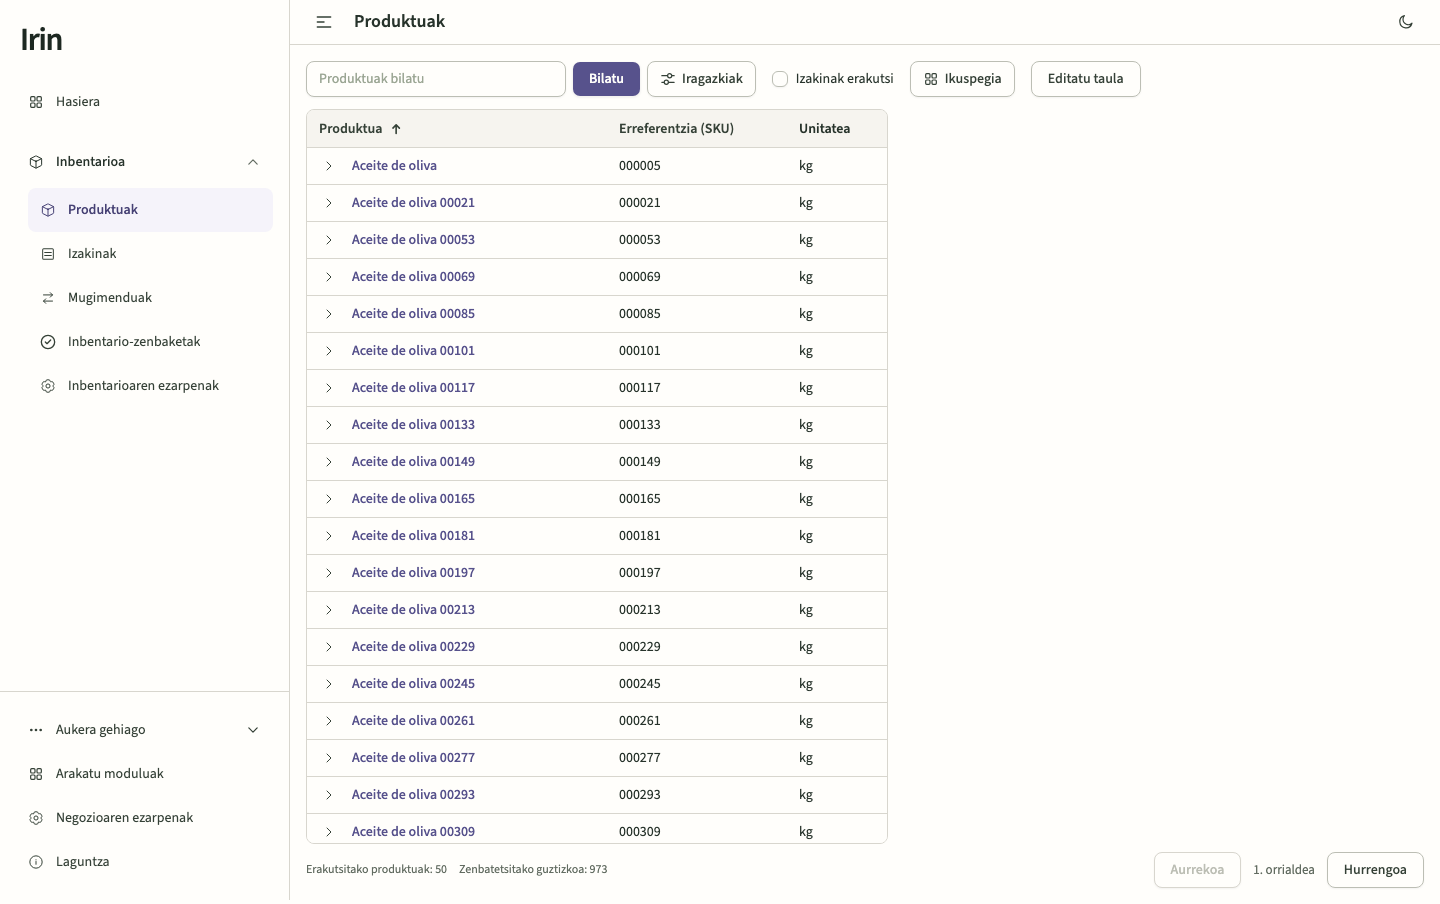 Irin
Hasiera
Inbentarioa
Produktuak
Izakinak
Mugimenduak
Inbentario-zenbaketak
Inbentarioaren ezarpenak
Aukera gehiago
Arakatu moduluak
Negozioaren ezarpenak
Laguntza
Produktuak
Produktuak bilatu Bilatu Iragazkiak Izakinak erakutsi Ikuspegia Editatu taula
Produktua Erreferentzia (SKU) Unitatea
Aceite de oliva 000005 kg
Aceite de oliva 00021 000021 kg
Aceite de oliva 00053 000053 kg
Aceite de oliva 00069 000069 kg
Aceite de oliva 00085 000085 kg
Aceite de oliva 00101 000101 kg
Aceite de oliva 00117 000117 kg
Aceite de oliva 00133 000133 kg
Aceite de oliva 00149 000149 kg
Aceite de oliva 00165 000165 kg
Aceite de oliva 00181 000181 kg
Aceite de oliva 00197 000197 kg
Aceite de oliva 00213 000213 kg
Aceite de oliva 00229 000229 kg
Aceite de oliva 00245 000245 kg
Aceite de oliva 00261 000261 kg
Aceite de oliva 00277 000277 kg
Aceite de oliva 00293 000293 kg
Aceite de oliva 00309 000309 kg
Erakutsitako produktuak: 50 Zenbatetsitako guztizkoa: 973
Aurrekoa 1. orrialdea Hurrengoa